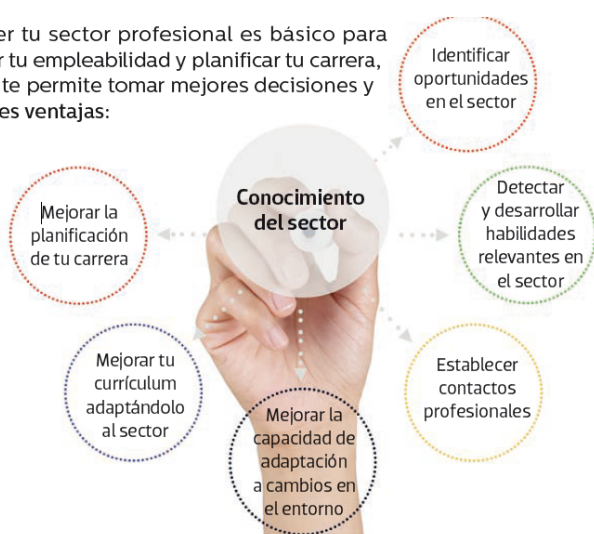 er tu sector profesional es básico para
r tu empleabilidad y planificar tu carrera,
te permite tomar mejores decisiones y
es ventajas:
Identificar
oportunidades
en el sector
Conocimiento
del sector
Detectar
y desarrollar
habilidades
relevantes en
el sector
Mejorar la
planificación
de tu carrera
Establecer
contactos
profesionales
Mejorar tu
currículum
adaptándolo
al sector
Mejorar la
capacidad de
adaptación
a cambios en
el entorno